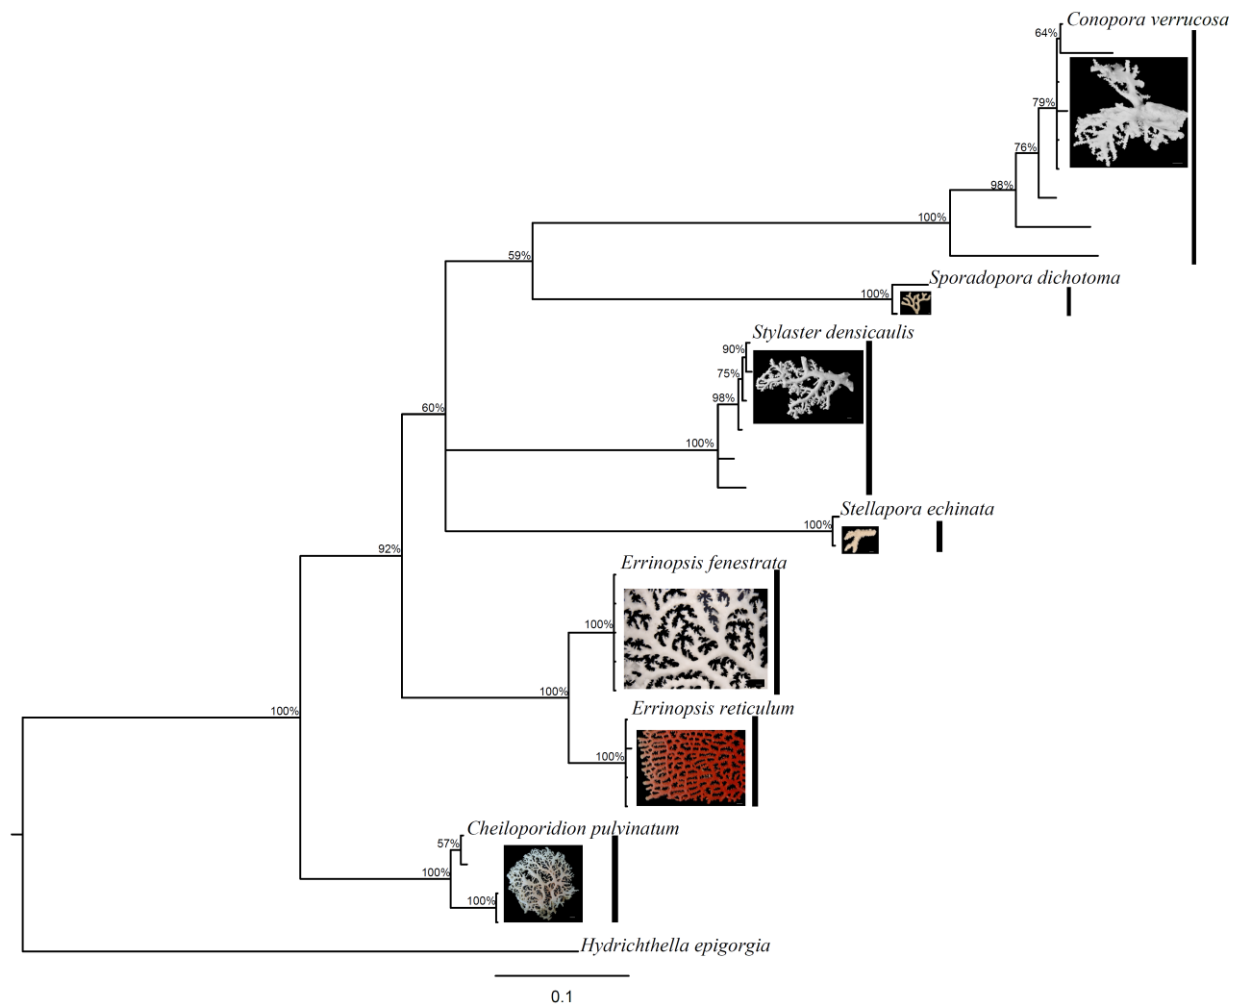 Conopora verrucosa
64%
79%
76%
98%
100%
59%
Sporadopora dichotoma
100%
Stylaster densicaulis
90%
75%
98%
60%
100%
Stellapora echinata
100%
92%
Errinopsis fenestrata
100%
100%
Errinopsis reticulum
100%
100%
Cheiloporidion pulvinatum
57%
100%
100%
Hydrichthella epigorgia
0.1